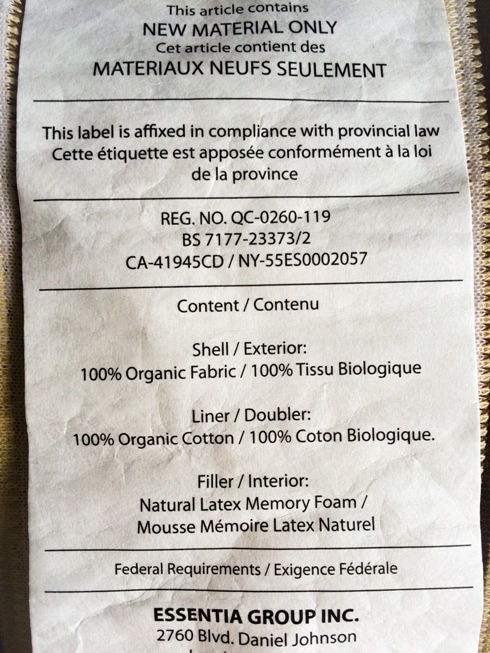 This article contains
NEW MATERIAL ONLY
Cet article contient des
MATERIAUX NEUFS SEULEMENT
This label is affixed in compliance with provincial law
Cette étiquette est apposée conformément à la loi
de la province
REG. NO. QC-0260-119
BS 7177-23373/2
CA-41945CD / NY-55ES0002057
Content / Contenu
Shell / Exterior:
100% Organic Fabric / 100% Tissu Biologique
Liner / Doubler:
100% Organic Cotton / 100% Coton Biologique.
Filler / Interior:
Natural Latex Memory Foam /
Mousse Mémoire Latex Naturel
Federal Requirements / Exigence Fédérale
ESSENTIA GROUP INC.
2760 Blvd. Daniel Johnson